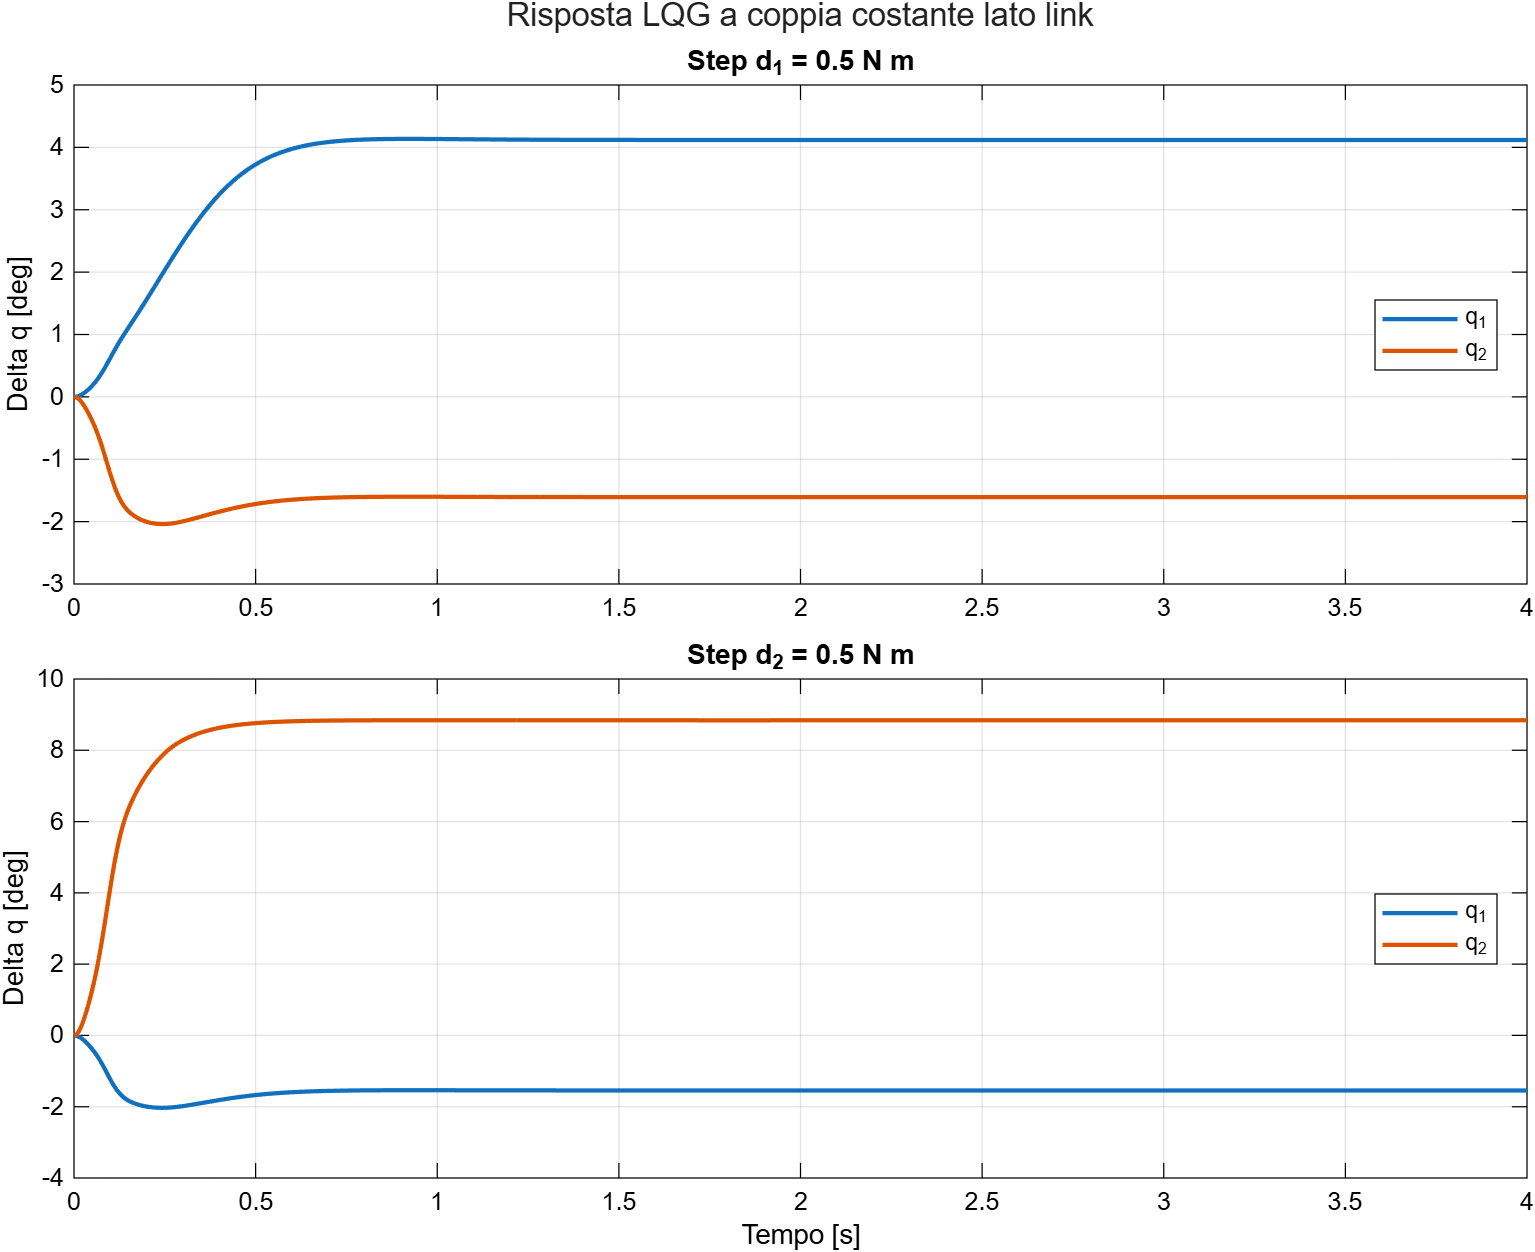 Risposta LQG a coppia costante lato link
Step d₁ = 0.5 N m
5
4
3
2
1
0
-1
-2
-3
Delta q [deg]
q₁
q₂
0 0.5 1 1.5 2 2.5 3 3.5 4
Step d₂ = 0.5 N m
10
8
6
4
2
0
-2
-4
Delta q [deg]
q₁
q₂
0 0.5 1 1.5 2 2.5 3 3.5 4
Tempo [s]